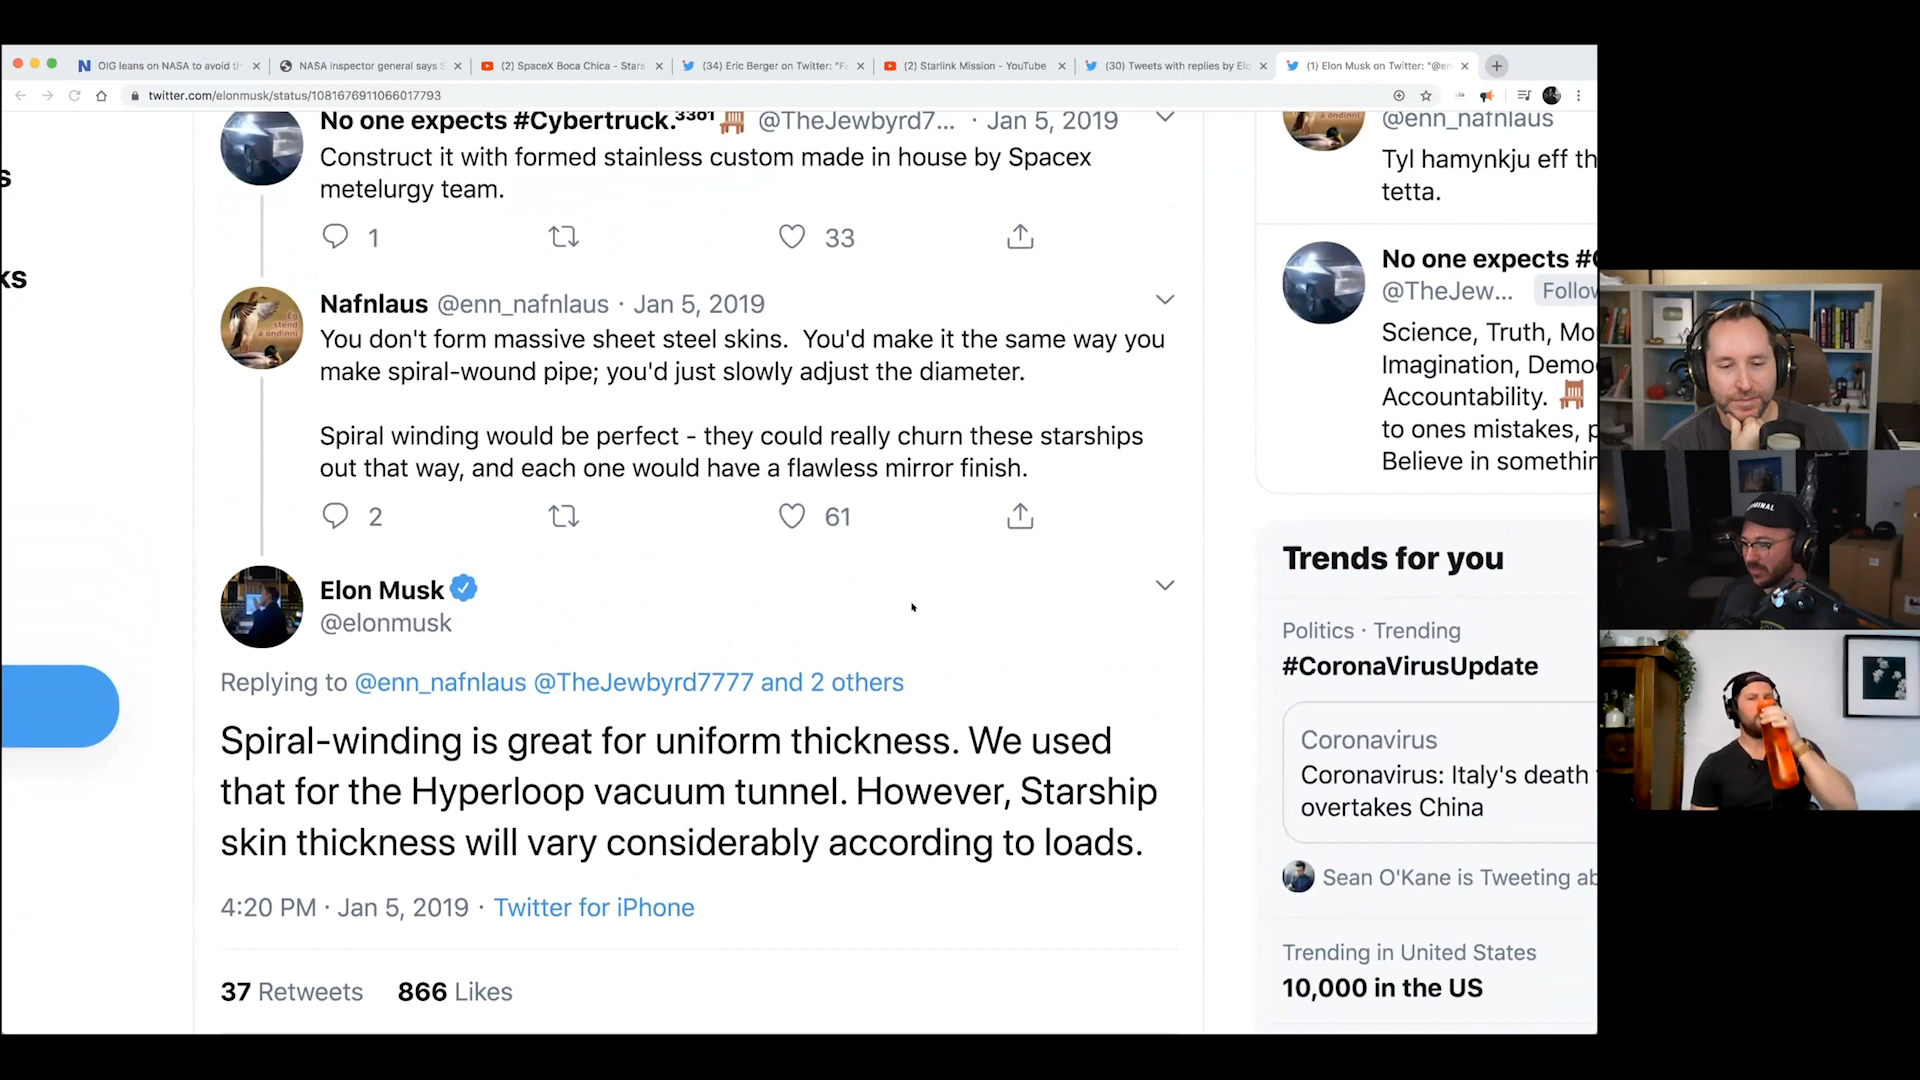 OIG leans on NASA to avoid th
NASA inspector general says S
(2) SpaceX Boca Chica - Stars
(34) Eric Berger on Twitter: "Fa
(2) Starlink Mission - YouTube
(30) Tweets with replies by Elo
(1) Elon Musk on Twitter: "@en
twitter.com/elonmusk/status/1081676911066017793
s
ks
No one expects #Cybertruck.³³⁶¹🪑 @TheJewbyrd7... · Jan 5, 2019
Construct it with formed stainless custom made in house by Spacex
metelurgy team.
1 33
Nafnlaus @enn_nafnlaus · Jan 5, 2019
You don't form massive sheet steel skins. You'd make it the same way you
make spiral-wound pipe; you'd just slowly adjust the diameter.
Spiral winding would be perfect - they could really churn these starships
out that way, and each one would have a flawless mirror finish.
2 61
Elon Musk
@elonmusk
Replying to @enn_nafnlaus @TheJewbyrd7777 and 2 others
Spiral-winding is great for uniform thickness. We used
that for the Hyperloop vacuum tunnel. However, Starship
skin thickness will vary considerably according to loads.
4:20 PM · Jan 5, 2019 · Twitter for iPhone
37 Retweets 866 Likes
@enn_nafnlaus
Tyl hamynkju eff th
tetta.
No one expects #C
@TheJew... Follow
Science, Truth, Mo
Imagination, Democ
Accountability. 🪑
to ones mistakes, p
Believe in somethin
Trends for you
Politics · Trending
#CoronaVirusUpdate
Coronavirus
Coronavirus: Italy's death
overtakes China
Sean O'Kane is Tweeting ab
Trending in United States
10,000 in the US